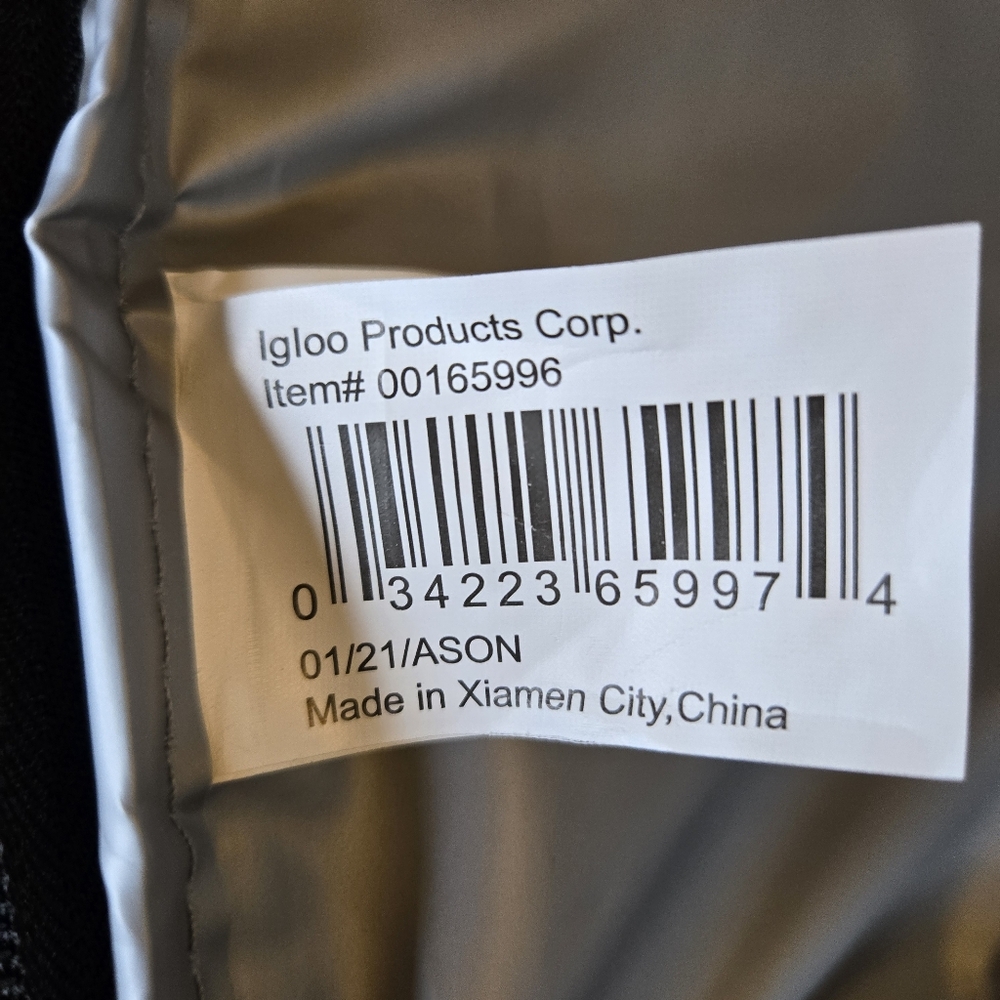 Igloo Products Corp.
Item# 00165996
0 34223 65997 4
01/21/ASON
Made in Xiamen City,China